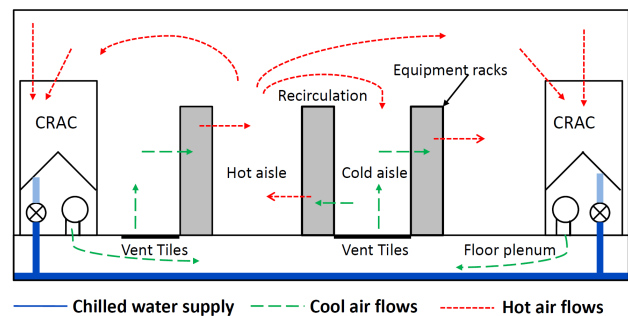 Equipment racks
Recirculation
CRAC
CRAC
Hot aisle
Cold aisle
Vent Tiles
Vent Tiles
Floor plenum
Chilled water supply
Cool air flows
Hot air flows